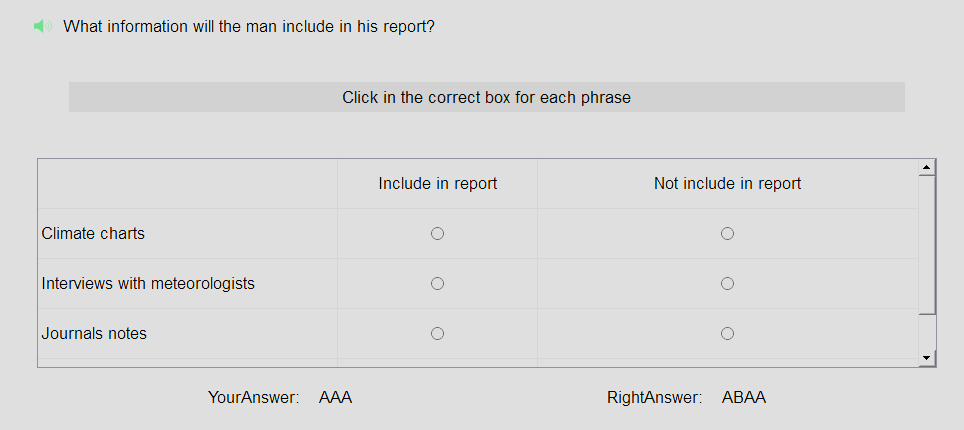 What information will the man include in his report?
Click in the correct box for each phrase
Include in report Not include in report
Climate charts
Interviews with meteorologists
Journals notes
YourAnswer: AAA RightAnswer: ABAA